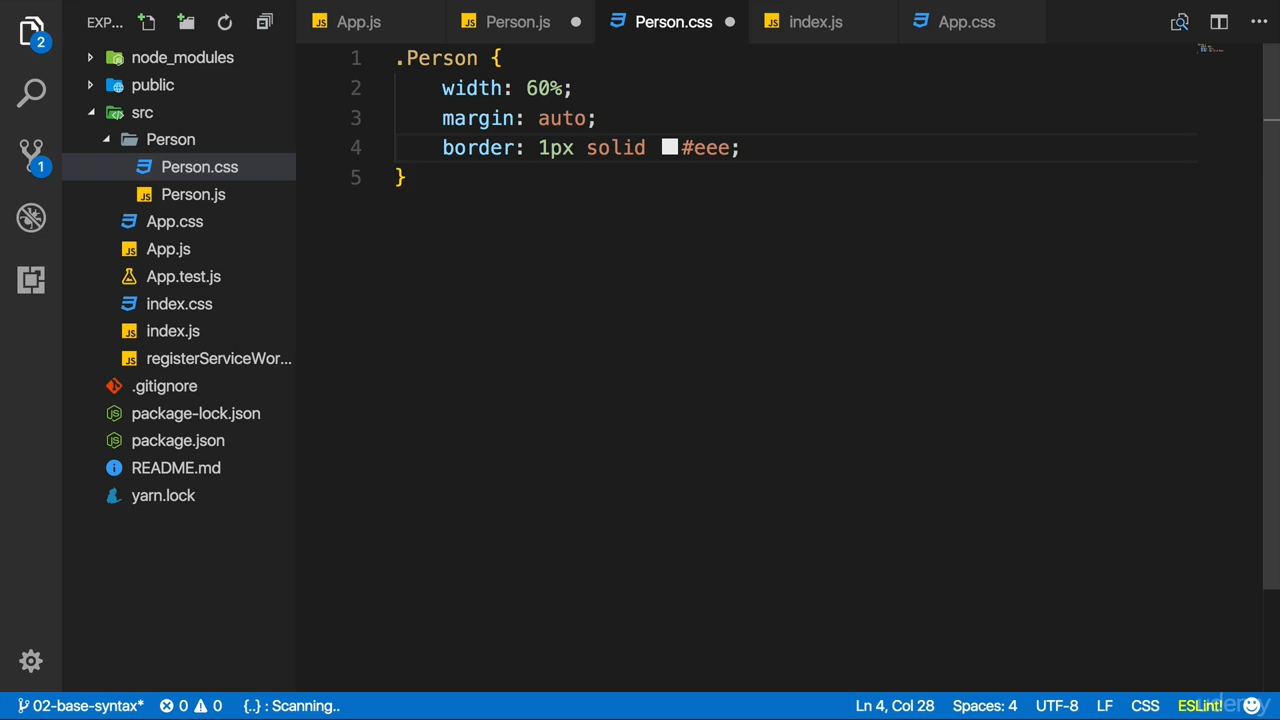 EXP...
App.js
Person.js
Person.css
index.js
App.css
2
1
node_modules
public
src
Person
Person.css
Person.js
App.css
App.js
App.test.js
index.css
index.js
registerServiceWor...
.gitignore
package-lock.json
package.json
README.md
yarn.lock
1 .Person {
2 width: 60%;
3 margin: auto;
4 border: 1px solid #eee;
5 }
02-base-syntax* 0 0 {..} : Scanning.. Ln 4, Col 28 Spaces: 4 UTF-8 LF CSS ESLint!
udemy